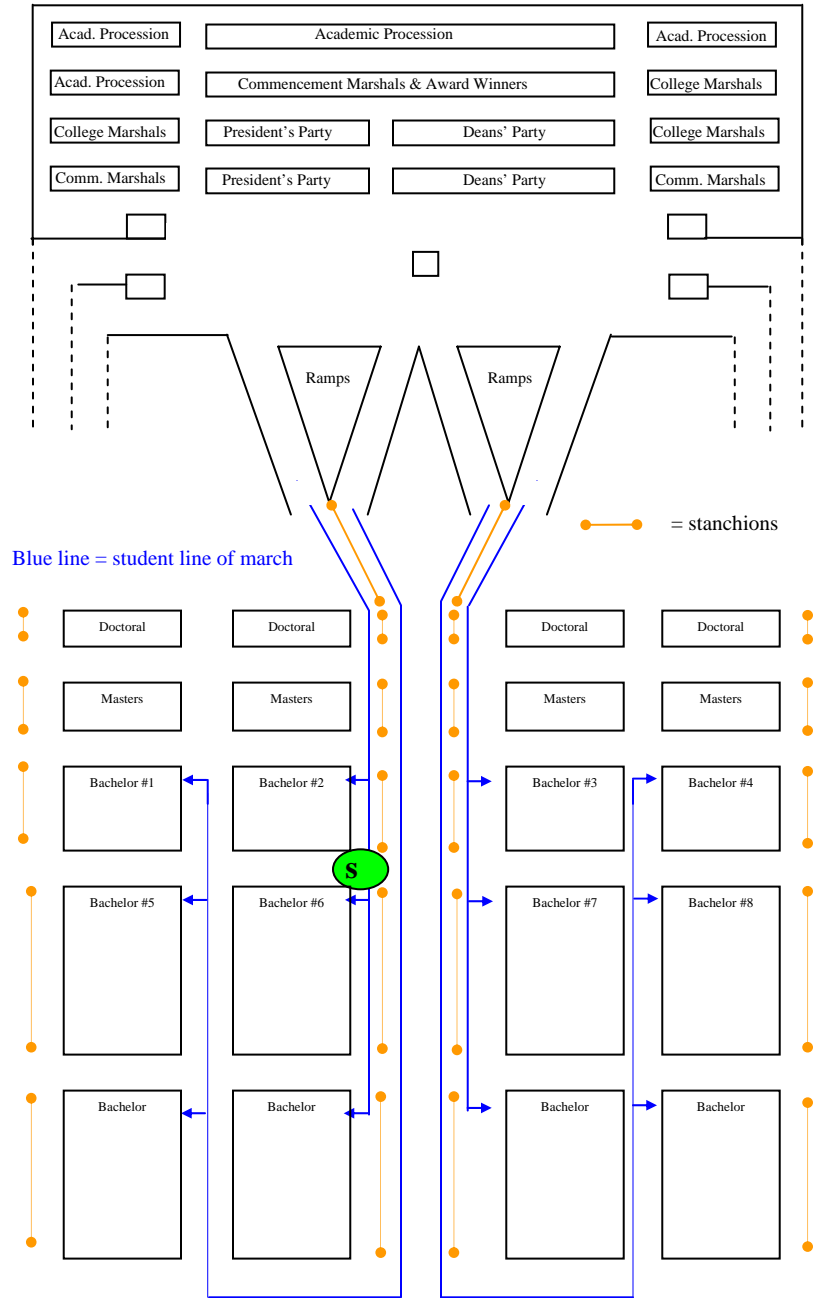 Acad. Procession
Academic Procession
Acad. Procession
Acad. Procession
Commencement Marshals & Award Winners
College Marshals
College Marshals
President's Party
Deans' Party
College Marshals
Comm. Marshals
President's Party
Deans' Party
Comm. Marshals
Ramps
Ramps
= stanchions
Blue line = student line of march
Doctoral
Doctoral
Doctoral
Doctoral
Masters
Masters
Masters
Masters
Bachelor #1
Bachelor #2
Bachelor #3
Bachelor #4
S
Bachelor #5
Bachelor #6
Bachelor #7
Bachelor #8
Bachelor
Bachelor
Bachelor
Bachelor